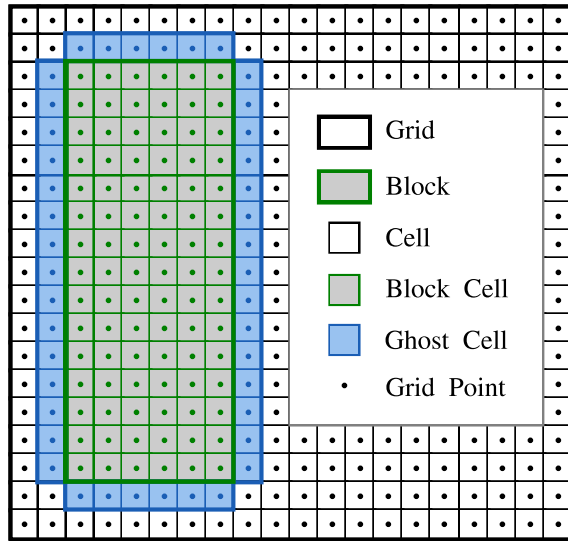 Grid
Block
Cell
Block Cell
Ghost Cell
Grid Point